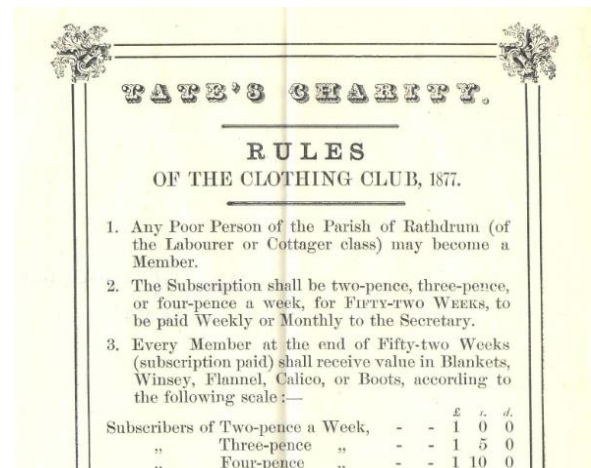 TATE'S CHARITY.
RULES
OF THE CLOTHING CLUB, 1877.
1. Any Poor Person of the Parish of Rathdrum (of
the Labourer or Cottager class) may become a
Member.
2. The Subscription shall be two-pence, three-pence,
or four-pence a week, for FIFTY-TWO WEEKS, to
be paid Weekly or Monthly to the Secretary.
3. Every Member at the end of Fifty-two Weeks
(subscription paid) shall receive value in Blankets,
Winsey, Flannel, Calico, or Boots, according to
the following scale :—
£ s. d.
Subscribers of Two-pence a Week, - - 1 0 0
„ Three-pence „ - - 1 5 0
„ Four-pence „ - - 1 10 0